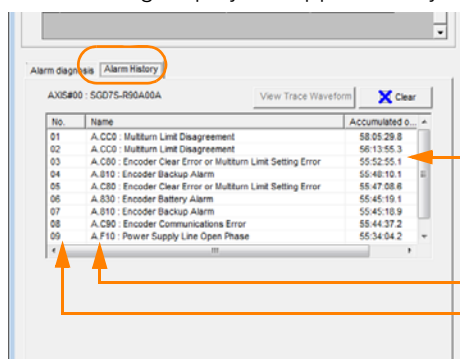 Alarm diagnosis Alarm History
AXIS#00 : SGD7S-R90A00A View Trace Waveform Clear
No. Name Accumulated o...
01 A.CC0 : Multiturn Limit Disagreement 58:05:29.8
02 A.CC0 : Multiturn Limit Disagreement 56:13:55.3
03 A.C80 : Encoder Clear Error or Multiturn Limit Setting Error 55:52:55.1
04 A.810 : Encoder Backup Alarm 55:48:10.1
05 A.C80 : Encoder Clear Error or Multiturn Limit Setting Error 55:47:08.6
06 A.830 : Encoder Battery Alarm 55:45:19.1
07 A.810 : Encoder Backup Alarm 55:45:18.9
08 A.C90 : Encoder Communications Error 55:44:37.2
09 A.F10 : Power Supply Line Open Phase 55:34:04.2